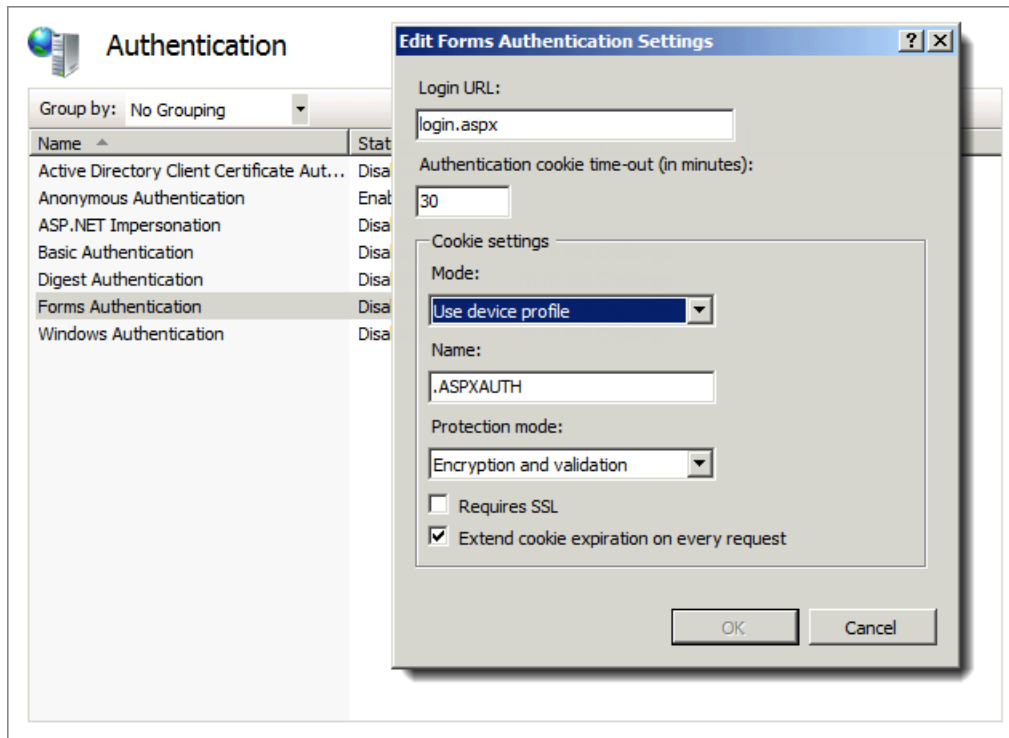 Authentication
Group by: No Grouping
Name Stat
Active Directory Client Certificate Aut... Disa
Anonymous Authentication Enab
ASP.NET Impersonation Disa
Basic Authentication Disa
Digest Authentication Disa
Forms Authentication Disa
Windows Authentication Disa
Edit Forms Authentication Settings
Login URL:
login.aspx
Authentication cookie time-out (in minutes):
30
Cookie settings
Mode:
Use device profile
Name:
.ASPXAUTH
Protection mode:
Encryption and validation
Requires SSL
Extend cookie expiration on every request
OK Cancel